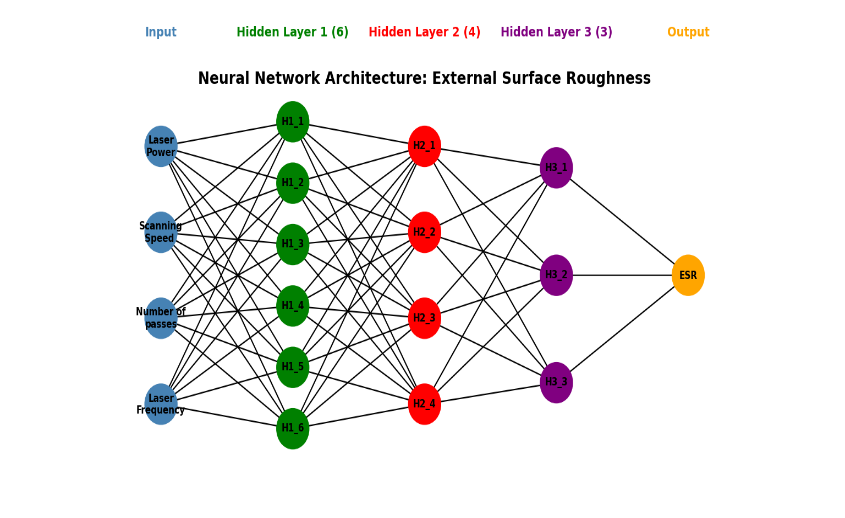 Input Hidden Layer 1 (6) Hidden Layer 2 (4) Hidden Layer 3 (3) Output
Neural Network Architecture: External Surface Roughness
Laser
Power
Scanning
Speed
Number of
passes
Laser
Frequency
H1_1
H1_2
H1_3
H1_4
H1_5
H1_6
H2_1
H2_2
H2_3
H2_4
H3_1
H3_2
H3_3
ESR